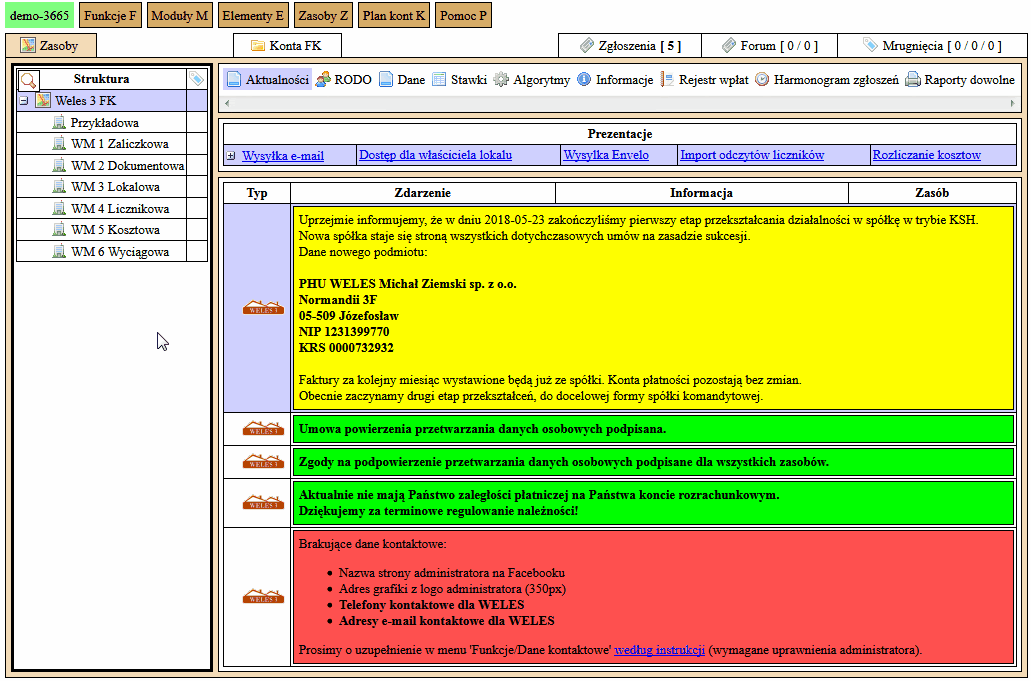 demo-3665 Funkcje F Moduły M Elementy E Zasoby Z Plan kont K Pomoc P
Zasoby Konta FK Zgłoszenia [ 5 ] Forum [ 0 / 0 ] Mrugnięcia [ 0 / 0 / 0 ]
Struktura
Weles 3 FK
Przykładowa
WM 1 Zaliczkowa
WM 2 Dokumentowa
WM 3 Lokalowa
WM 4 Licznikowa
WM 5 Kosztowa
WM 6 Wyciągowa
Aktualności RODO Dane Stawki Algorytmy Informacje Rejestr wpłat Harmonogram zgłoszeń Raporty dowolne
Prezentacje
Wysyłka e-mail Dostęp dla właściciela lokalu Wysyłka Envelo Import odczytów liczników Rozliczanie kosztow
Typ Zdarzenie Informacja Zasób
Uprzejmie informujemy, że w dniu 2018-05-23 zakończyliśmy pierwszy etap przekształcania działalności w spółkę w trybie KSH.
Nowa spółka staje się stroną wszystkich dotychczasowych umów na zasadzie sukcesji.
Dane nowego podmiotu:
PHU WELES Michał Ziemski sp. z o.o.
Normandii 3F
05-509 Józefosław
NIP 1231399770
KRS 0000732932
WELES 3
Faktury za kolejny miesiąc wystawione będą już ze spółki. Konta płatności pozostają bez zmian.
Obecnie zaczynamy drugi etap przekształceń, do docelowej formy spółki komandytowej.
WELES 3
Umowa powierzenia przetwarzania danych osobowych podpisana.
WELES 3
Zgody na podpowierzenie przetwarzania danych osobowych podpisane dla wszystkich zasobów.
WELES 3
Aktualnie nie mają Państwo zaległości płatniczej na Państwa koncie rozrachunkowym.
Dziękujemy za terminowe regulowanie należności!
WELES 3
Brakujące dane kontaktowe:
Nazwa strony administratora na Facebooku
Adres grafiki z logo administratora (350px)
Telefony kontaktowe dla WELES
Adresy e-mail kontaktowe dla WELES
Prosimy o uzupełnienie w menu 'Funkcje/Dane kontaktowe' według instrukcji (wymagane uprawnienia administratora).